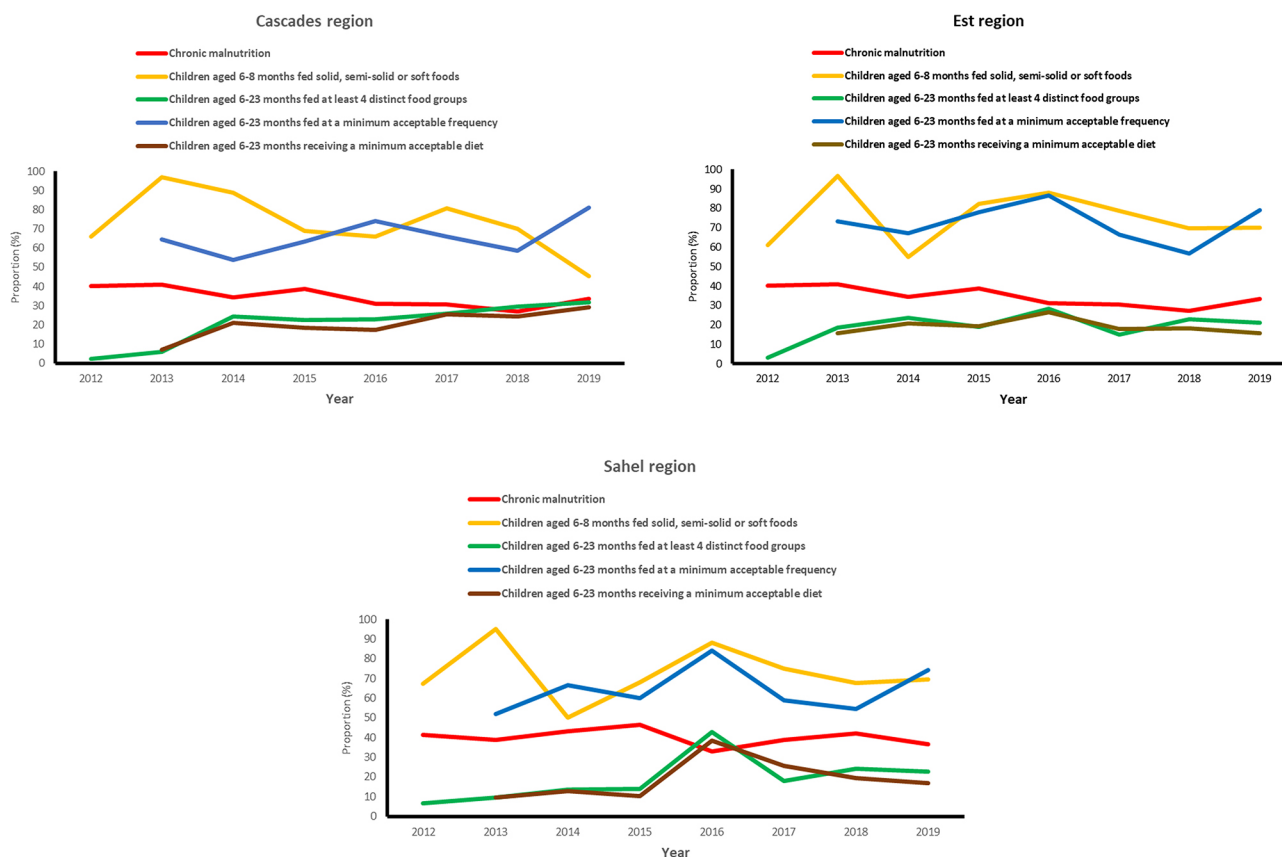 Cascades region
Chronic malnutrition
Children aged 6-8 months fed solid, semi-solid or soft foods
Children aged 6-23 months fed at least 4 distinct food groups
Children aged 6-23 months fed at a minimum acceptable frequency
Children aged 6-23 months receiving a minimum acceptable diet
100
90
80
70
60
50
40
30
20
10
0
Proportion (%)
2012 2013 2014 2015 2016 2017 2018 2019
Year
Est region
Chronic malnutrition
Children aged 6-8 months fed solid, semi-solid or soft foods
Children aged 6-23 months fed at least 4 distinct food groups
Children aged 6-23 months fed at a minimum acceptable frequency
Children aged 6-23 months receiving a minimum acceptable diet
100
90
80
70
60
50
40
30
20
10
0
Proportion (%)
2012 2013 2014 2015 2016 2017 2018 2019
Year
Sahel region
Chronic malnutrition
Children aged 6-8 months fed solid, semi-solid or soft foods
Children aged 6-23 months fed at least 4 distinct food groups
Children aged 6-23 months fed at a minimum acceptable frequency
Children aged 6-23 months receiving a minimum acceptable diet
100
90
80
70
60
50
40
30
20
10
0
Proportion (%)
2012 2013 2014 2015 2016 2017 2018 2019
Year